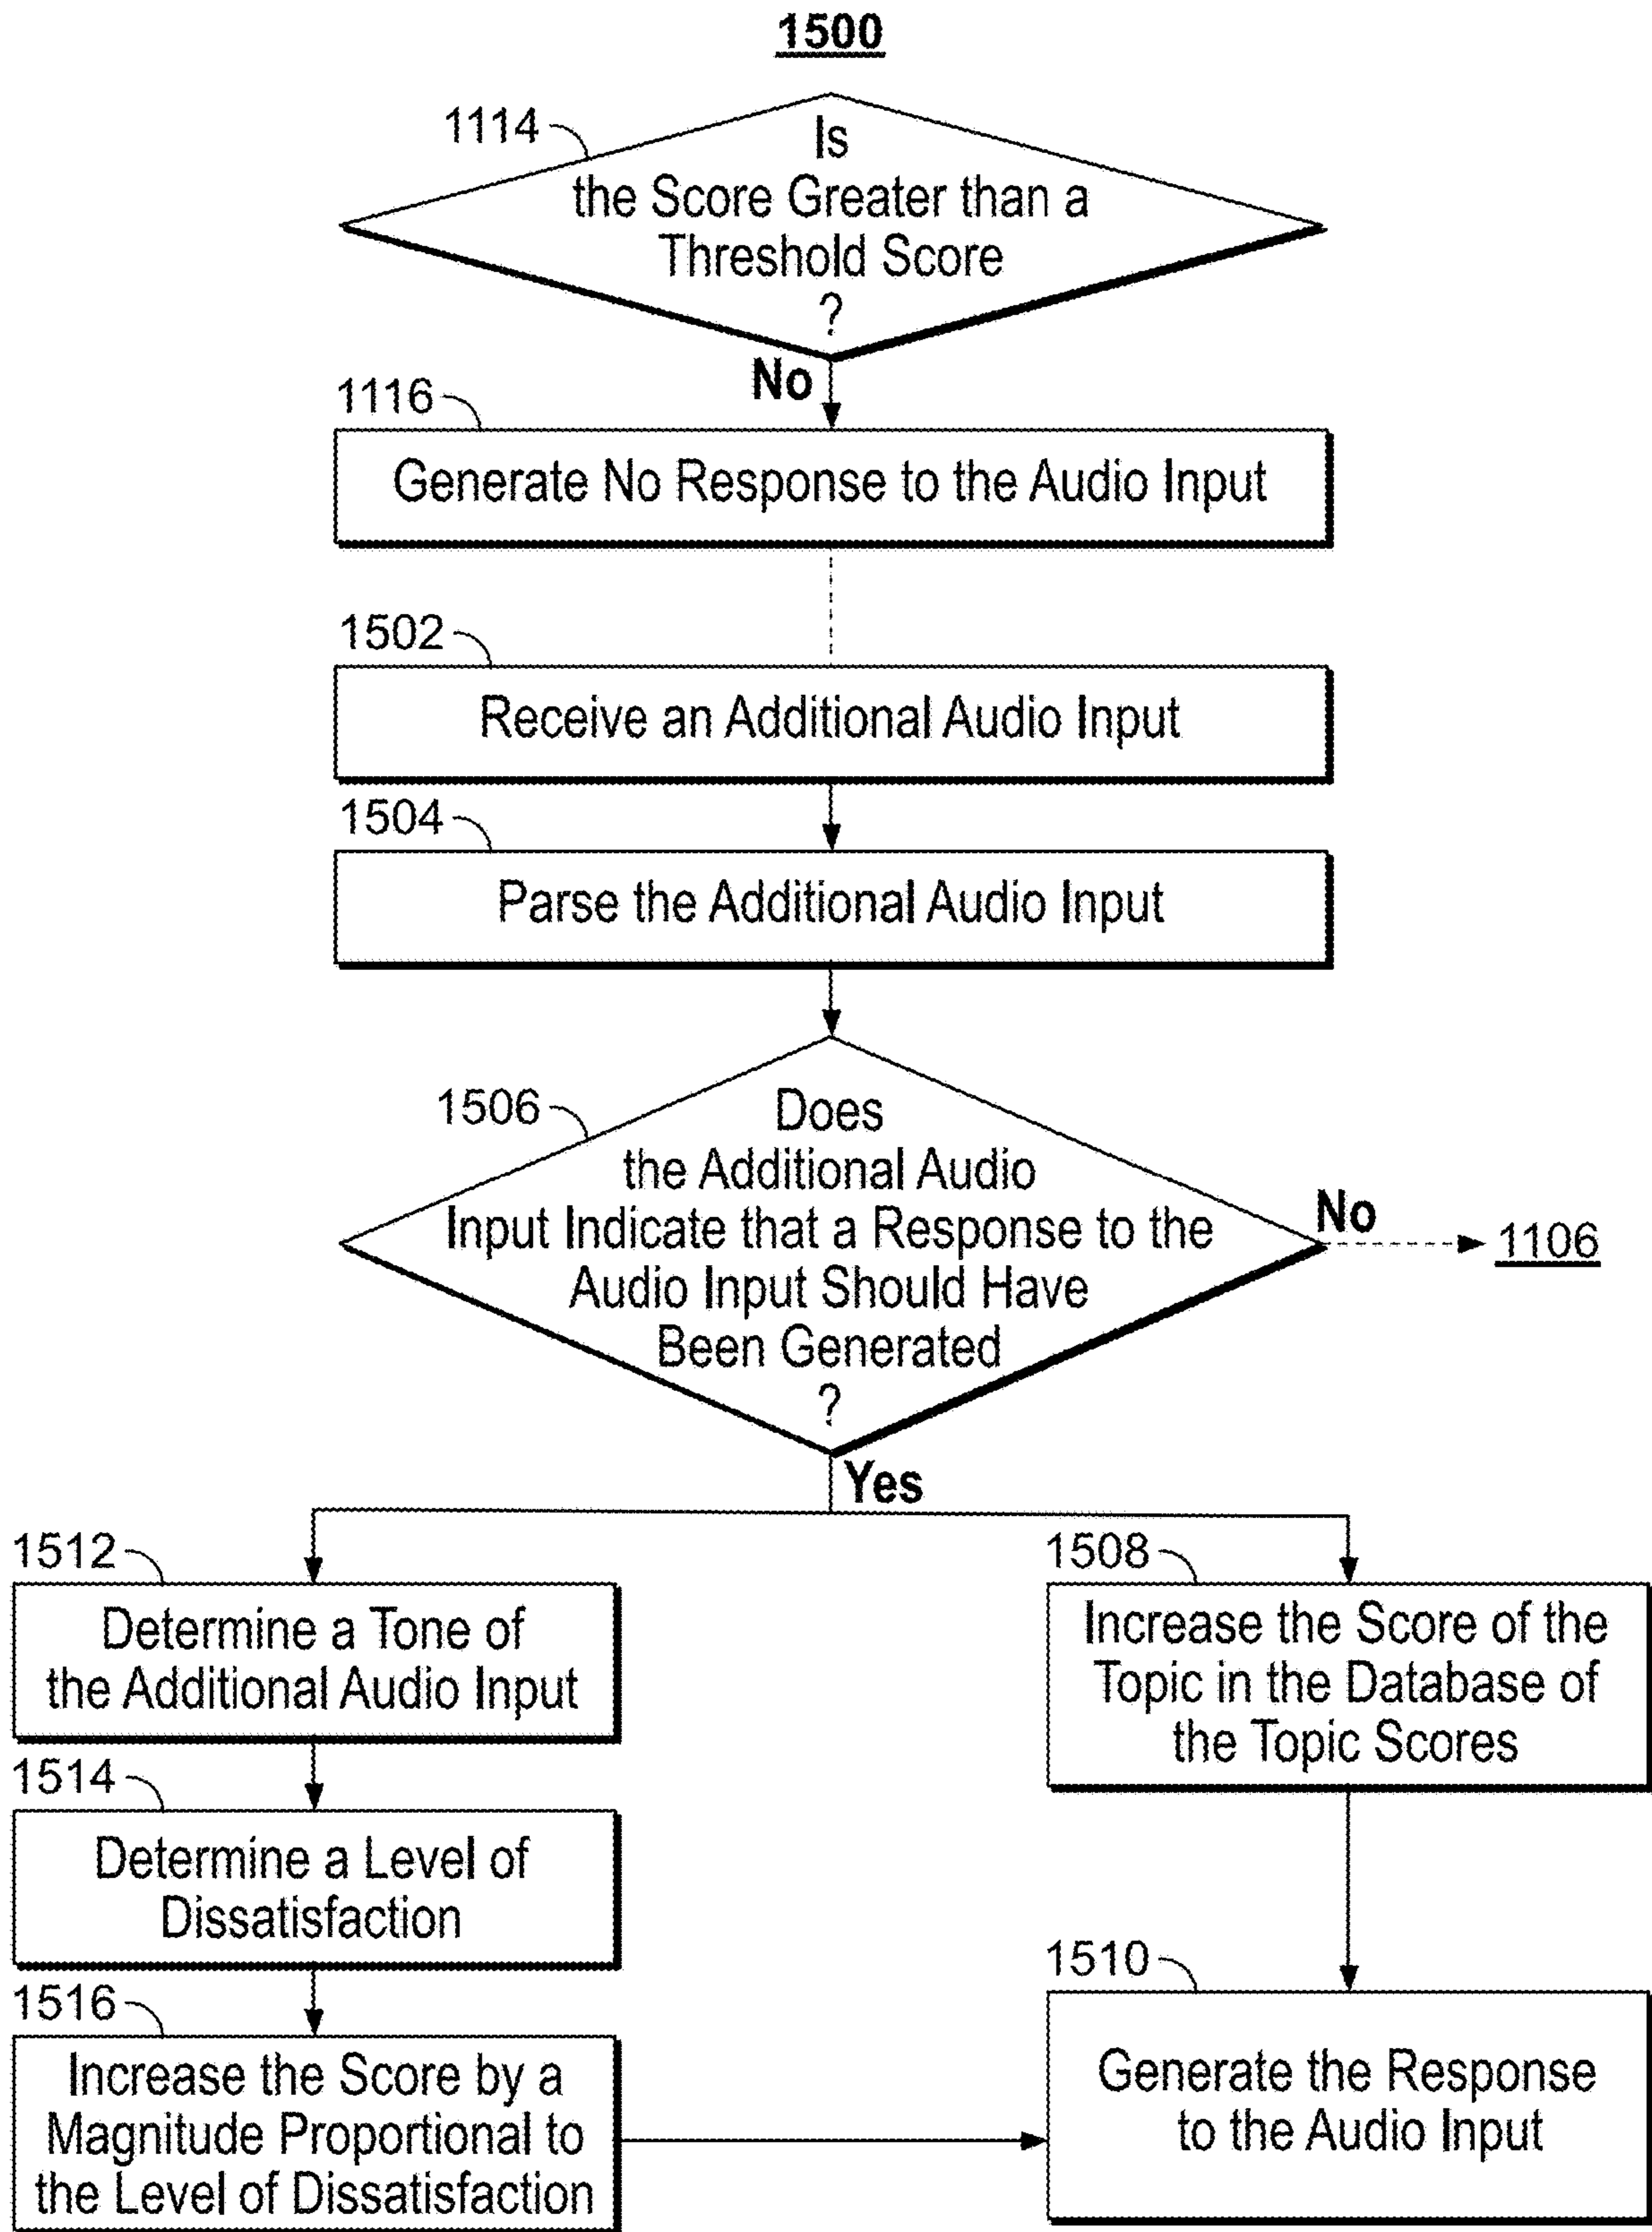 1500
1114
Is
the Score Greater than a
Threshold Score
?
No
1116
Generate No Response to the Audio Input
1502
Receive an Additional Audio Input
1504
Parse the Additional Audio Input
1506
Does
the Additional Audio
Input Indicate that a Response to the
Audio Input Should Have
Been Generated
?
No
1106
Yes
1512
Determine a Tone of
the Additional Audio Input
1514
Determine a Level of
Dissatisfaction
1516
Increase the Score by a
Magnitude Proportional to
the Level of Dissatisfaction
1508
Increase the Score of the
Topic in the Database of
the Topic Scores
1510
Generate the Response
to the Audio Input